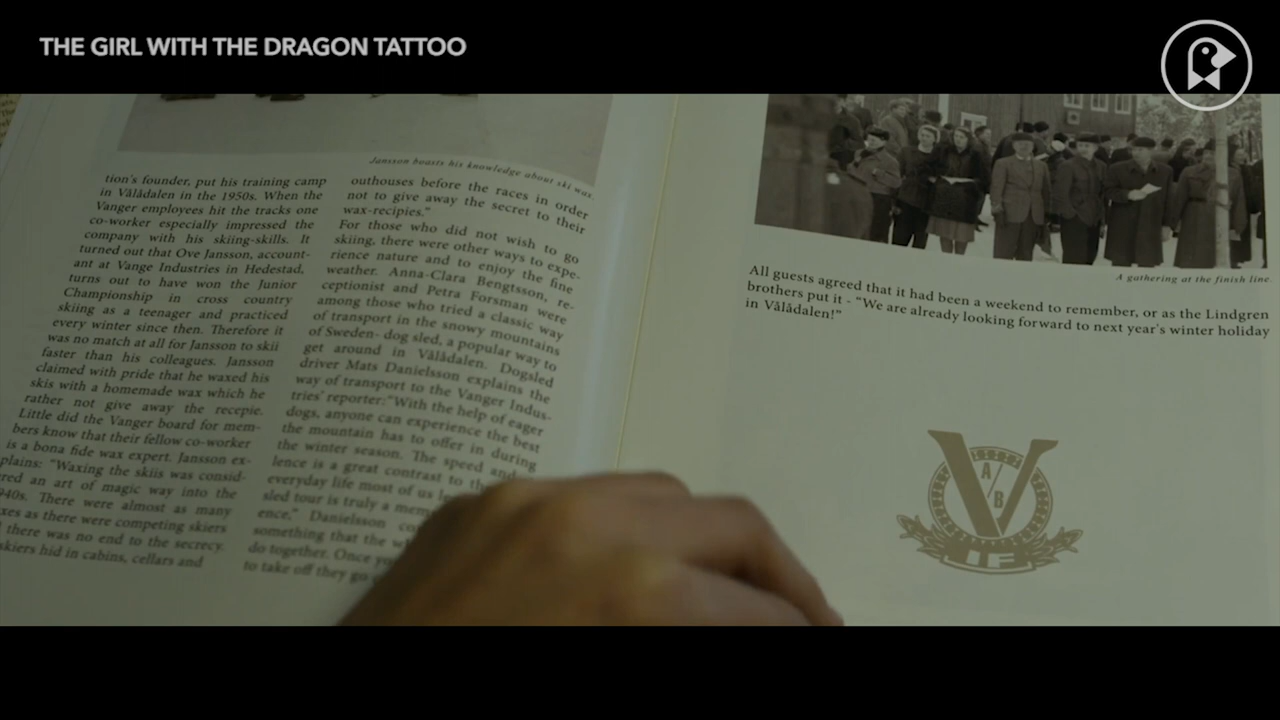 THE GIRL WITH THE DRAGON TATTOO
Jansson boasts his knowledge about ski wax.
tion's founder, put his training camp
in Vålådalen in the 1950s. When the
Vanger employees hit the tracks one
co-worker especially impressed the
company with his skiing-skills. It
turned out that Ove Jansson, account-
ant at Vange Industries in Hedestad,
turns out to have won the Junior
Championship in cross country
skiing as a teenager and practiced
every winter since then. Therefore it
was no match at all for Jansson to skii
faster than his colleagues. Jansson
claimed with pride that he waxed his
skis with a homemade wax which he
rather not give away the recepie.
Little did the Vanger board for mem-
bers know that their fellow co-worker
is a bona fide wax expert. Jansson ex-
plains: "Waxing the skiis was consid-
red an art of magic way into the
940s. There were almost as many
xes as there were competing skiers
there was no end to the secrecy.
skiers hid in cabins, cellars and
outhouses before the races in order
not to give away the secret to their
wax-recipies."
For those who did not wish to go
skiing, there were other ways to expe-
rience nature and to enjoy the fine
weather. Anna-Clara Bengtsson, re-
ceptionist and Petra Forsman were
among those who tried a classic way
of transport in the snowy mountains
of Sweden- dog sled, a popular way to
get around in Vålådalen. Dogsled
driver Mats Danielsson explains the
way of transport to the Vanger Indus-
tries' reporter: "With the help of eager
dogs, anyone can experience the best
the mountain has to offer in during
the winter season. The speed and
lence is a great contrast to the
everyday life most of us
sled tour is truly a mem
ence," Danielsson co
something that the w
do together. Once yo
to take off they go
A gathering at the finish line.
All guests agreed that it had been a weekend to remember, or as the Lindgren
brothers put it - "We are already looking forward to next year's winter holiday
in Vålådalen!"
V
A/B
IF